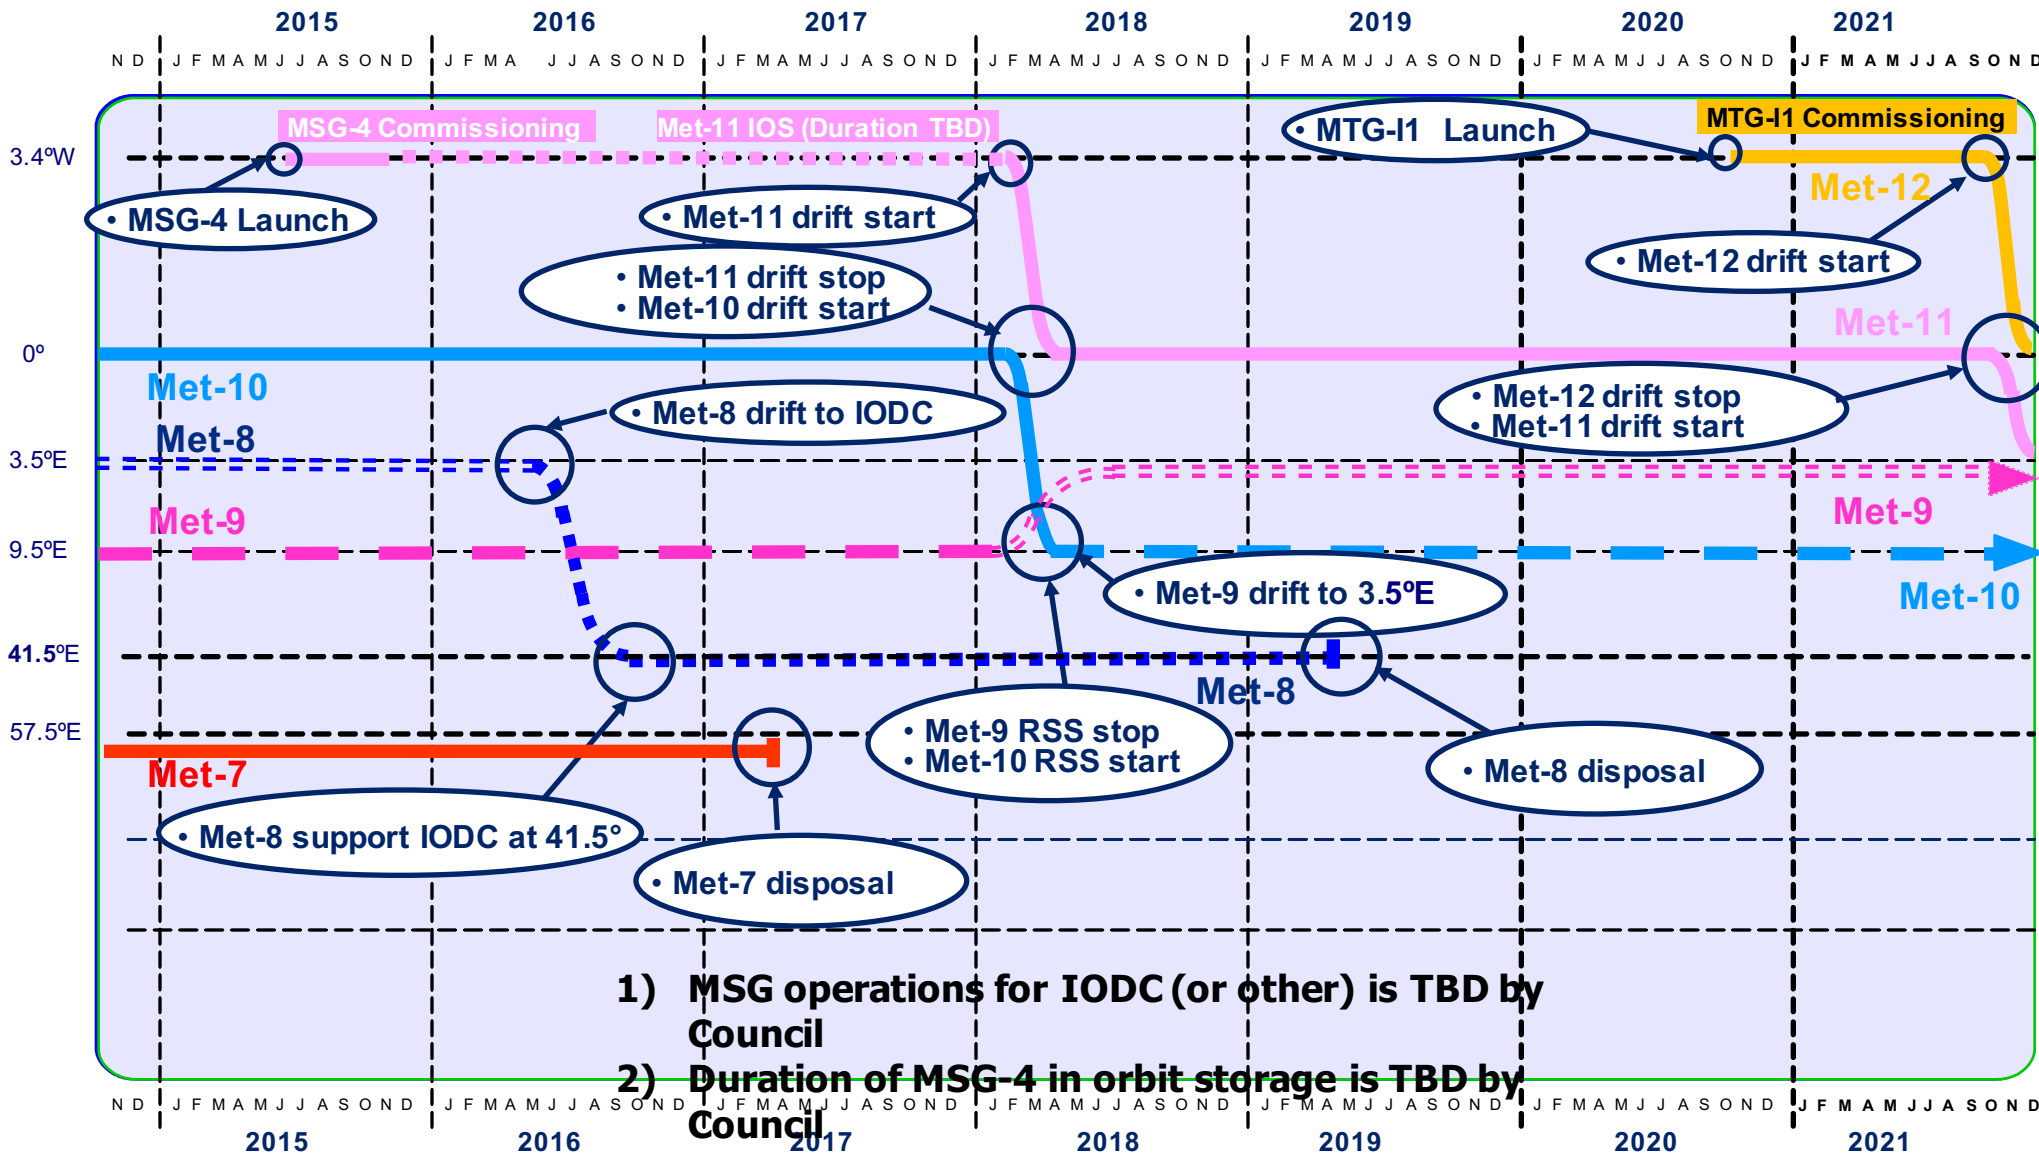 2015 2016 2017 2018 2019 2020 2021
N D J F M A M J J A S O N D J F M A J J A S O N D J F M A M J J A S O N D J F M A M J J A S O N D J F M A M J J A S O N D J F M A M J J A S O N D J F M A M J J A S O N D
MSG-4 Commissioning
Met-11 IOS (Duration TBD)
• MTG-I1 Launch
MTG-I1 Commissioning
3.4ºW
Met-12
• MSG-4 Launch
• Met-11 drift start
• Met-12 drift start
• Met-11 drift stop
• Met-10 drift start
Met-11
0º
Met-10
• Met-8 drift to IODC
• Met-12 drift stop
• Met-11 drift start
Met-8
3.5ºE
Met-9
Met-9
9.5ºE
• Met-9 drift to 3.5ºE
Met-10
41.5ºE
Met-8
• Met-9 RSS stop
• Met-10 RSS start
57.5ºE
Met-7
• Met-8 disposal
• Met-8 support IODC at 41.5°
• Met-7 disposal
1) MSG operations for IODC (or other) is TBD by
Council
2) Duration of MSG-4 in orbit storage is TBD by
Council
N D J F M A M J J A S O N D J F M A M J J A S O N D J F M A M J J A S O N D J F M A M J J A S O N D J F M A M J J A S O N D J F M A M J J A S O N D J F M A M J J A S O N D
2015 2016 2017 2018 2019 2020 2021